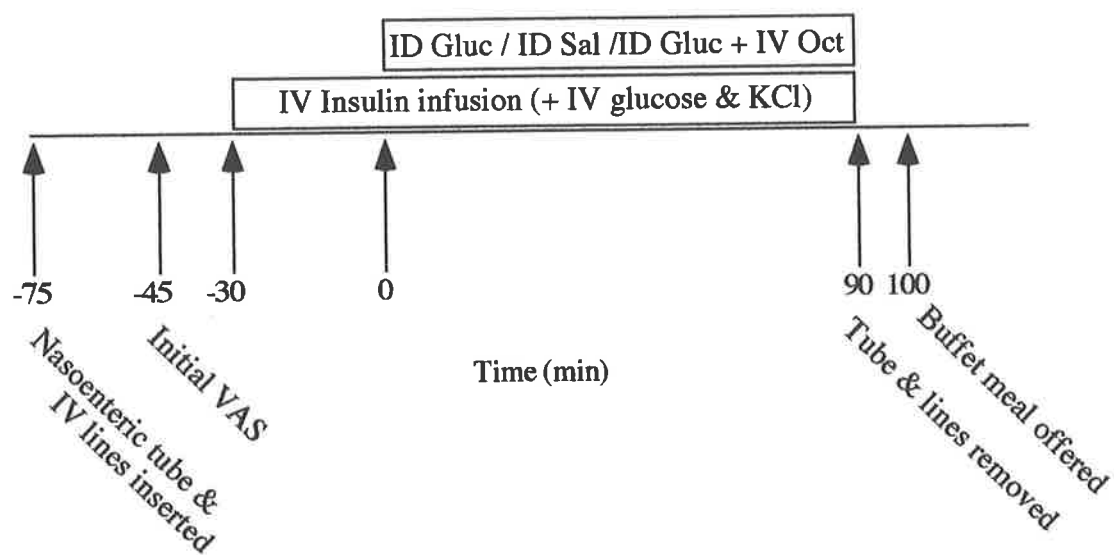 ID Gluc / ID Sal /ID Gluc + IV Oct
IV Insulin infusion (+ IV glucose & KCl)
-75
-45
-30
0
90
100
Nasoenteric tube &
IV lines inserted
Initial VAS
Time (min)
Tube & lines removed
Buffet meal offered